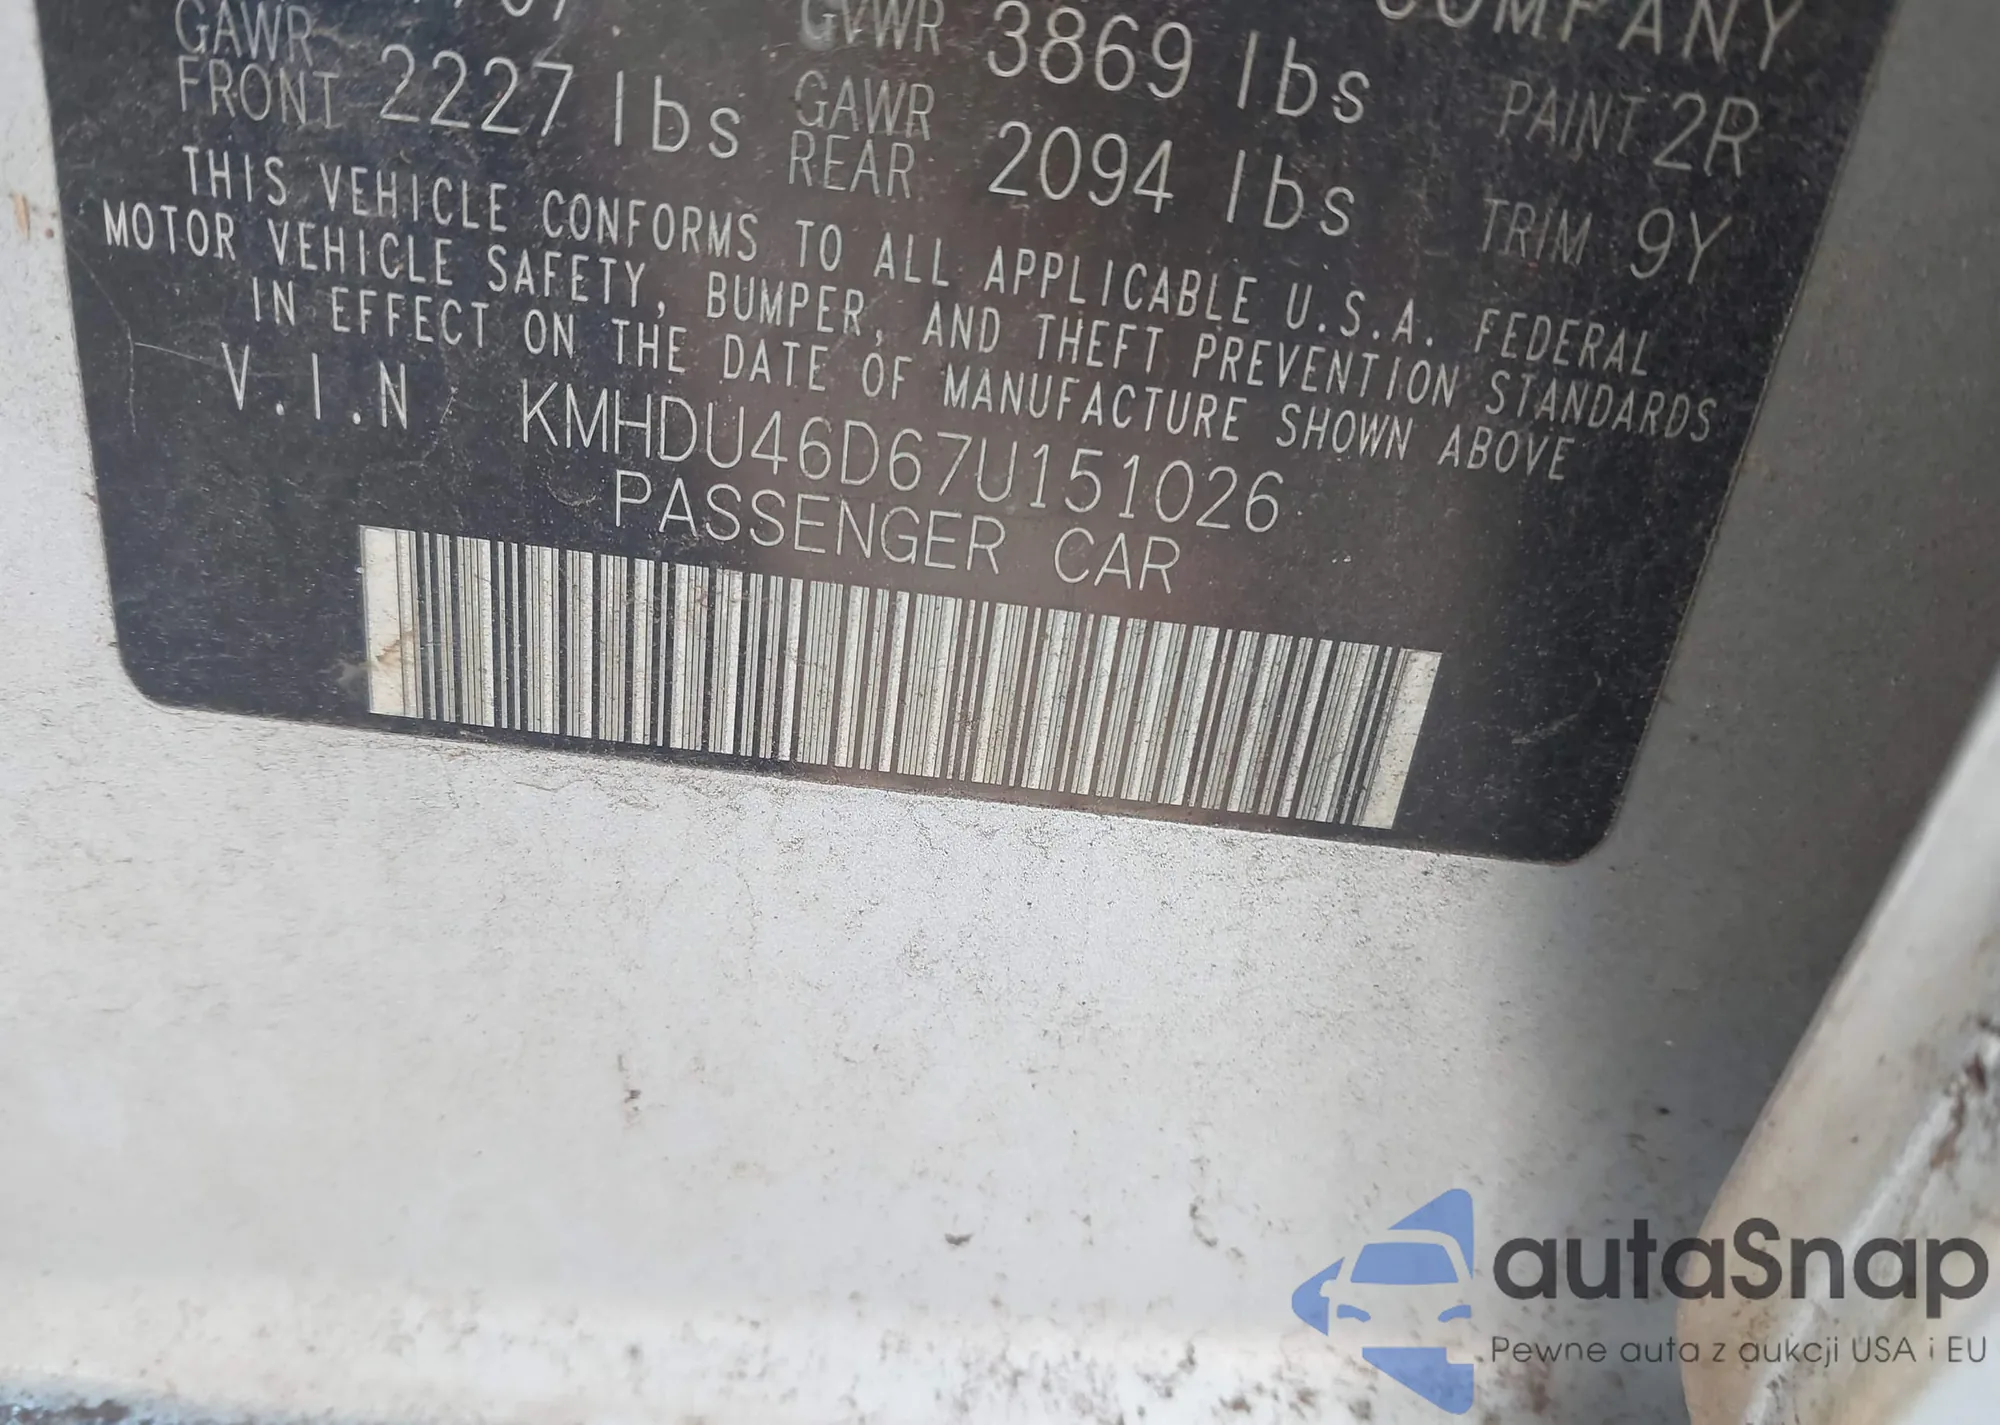 GAWR GVWR 3869 lbs COMPANY
FRONT 2227 lbs GAWR REAR 2094 lbs PAINT 2R
TRIM 9Y
THIS VEHICLE CONFORMS TO ALL APPLICABLE U.S.A. FEDERAL
MOTOR VEHICLE SAFETY, BUMPER, AND THEFT PREVENTION STANDARDS
IN EFFECT ON THE DATE OF MANUFACTURE SHOWN ABOVE
V.I.N KMHDU46D67U151026
PASSENGER CAR
autaSnap
Pewne auta z aukcji USA i EU